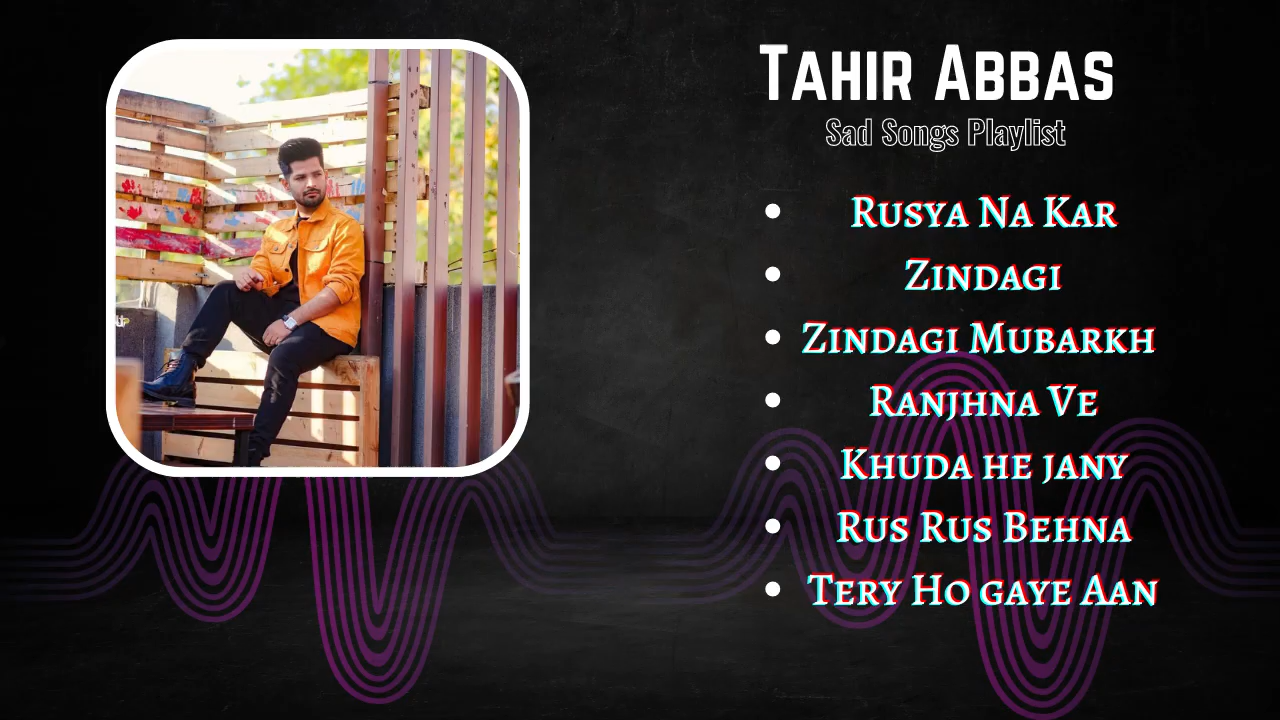 Tahir Abbas
Sad Songs Playlist
Rusya Na Kar
Zindagi
Zindagi Mubarkh
Ranjhna Ve
Khuda he jany
Rus Rus Behna
Tery Ho gaye Aan